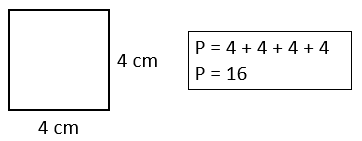 4 cm
P = 4 + 4 + 4 + 4
P = 16
4 cm